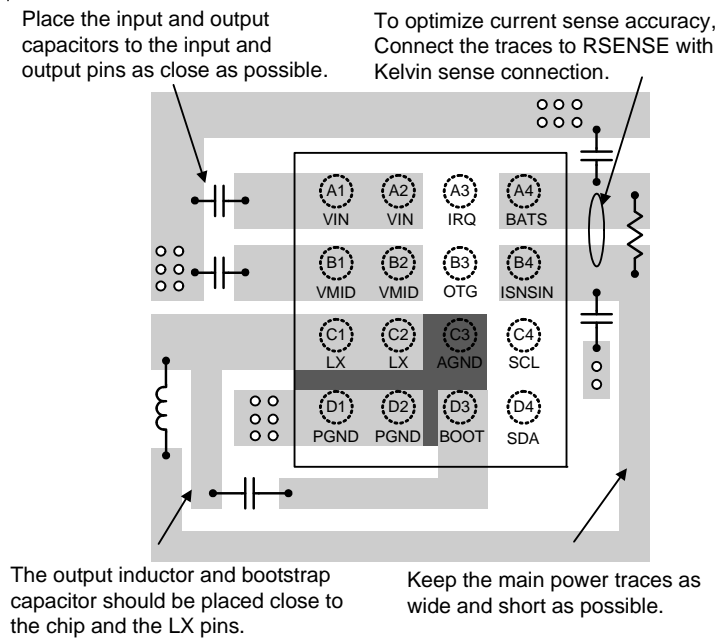 Place the input and output
capacitors to the input and
output pins as close as possible.
To optimize current sense accuracy,
Connect the traces to RSENSE with
Kelvin sense connection.
A1 A2 A3 A4
VIN VIN IRQ BATS
B1 B2 B3 B4
VMID VMID OTG ISNSIN
C1 C2 C3 C4
LX LX AGND SCL
D1 D2 D3 D4
PGND PGND BOOT SDA
The output inductor and bootstrap
capacitor should be placed close to
the chip and the LX pins.
Keep the main power traces as
wide and short as possible.